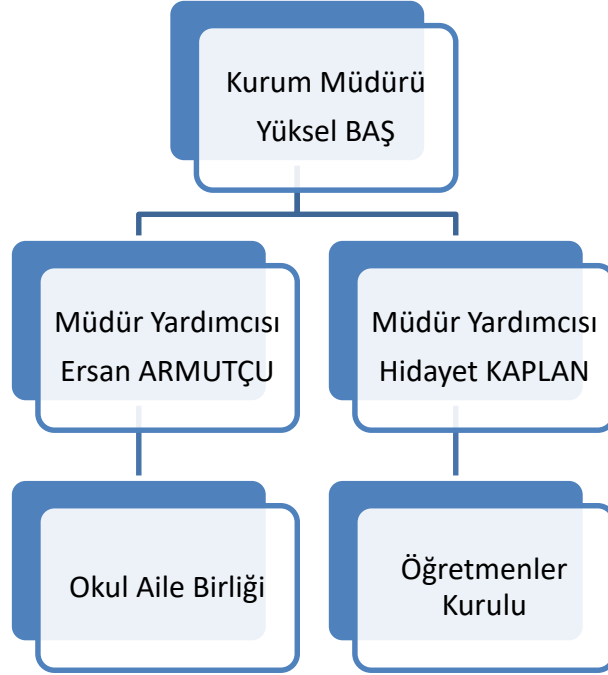 Kurum Müdürü
Yüksel BAŞ
Müdür Yardımcısı
Ersan ARMUTÇU
Müdür Yardımcısı
Hidayet KAPLAN
Okul Aile Birliği
Öğretmenler
Kurulu